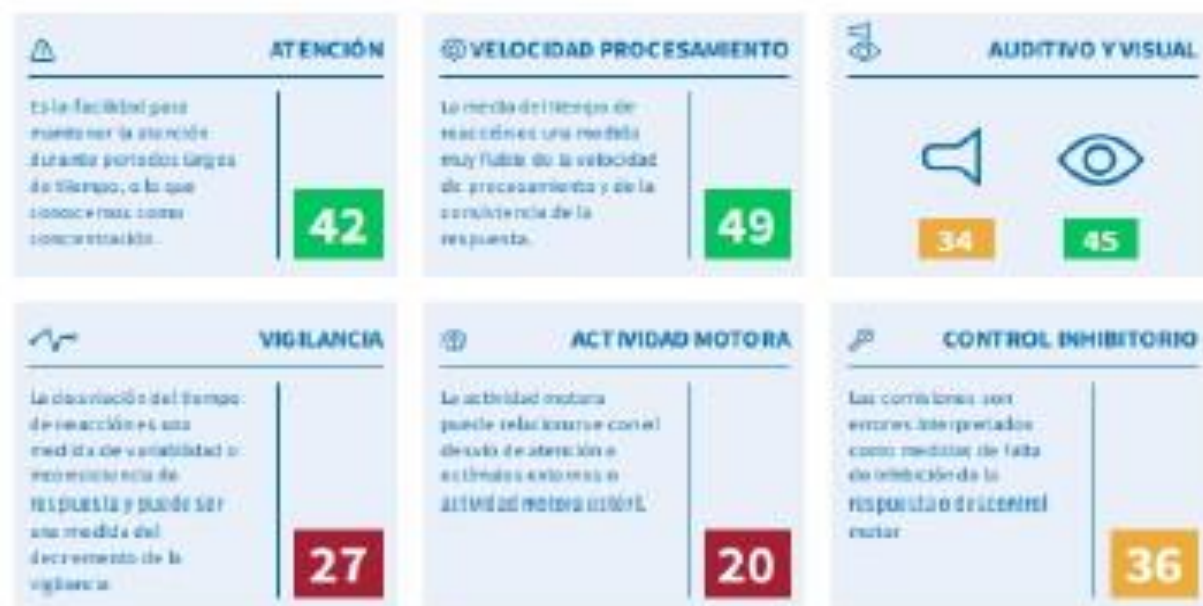 ATENCIÓN
Es la facilidad para
mantener la atención
durante periodos largos
de tiempo, o lo que
conocemos como
concentración.
42
VELOCIDAD PROCESAMIENTO
La media del tiempo de
reacción es una medida
muy fiable de la velocidad
de procesamiento y de la
consistencia de la
respuesta.
49
AUDITIVO Y VISUAL
34
45
VIGILANCIA
La desviación del tiempo
de reacción es una
medida de variabilidad o
inconsistencia de
respuesta y puede ser
una medida del
decremento de la
vigilancia
27
ACTIVIDAD MOTORA
La actividad motora
puede relacionarse con el
desvío de atención a
estímulos externos o
actividad motora estéril.
20
CONTROL INHIBITORIO
Las comisiones son
errores interpretados
como medidas de falta
de inhibición de la
respuesta o descontrol
motor
36